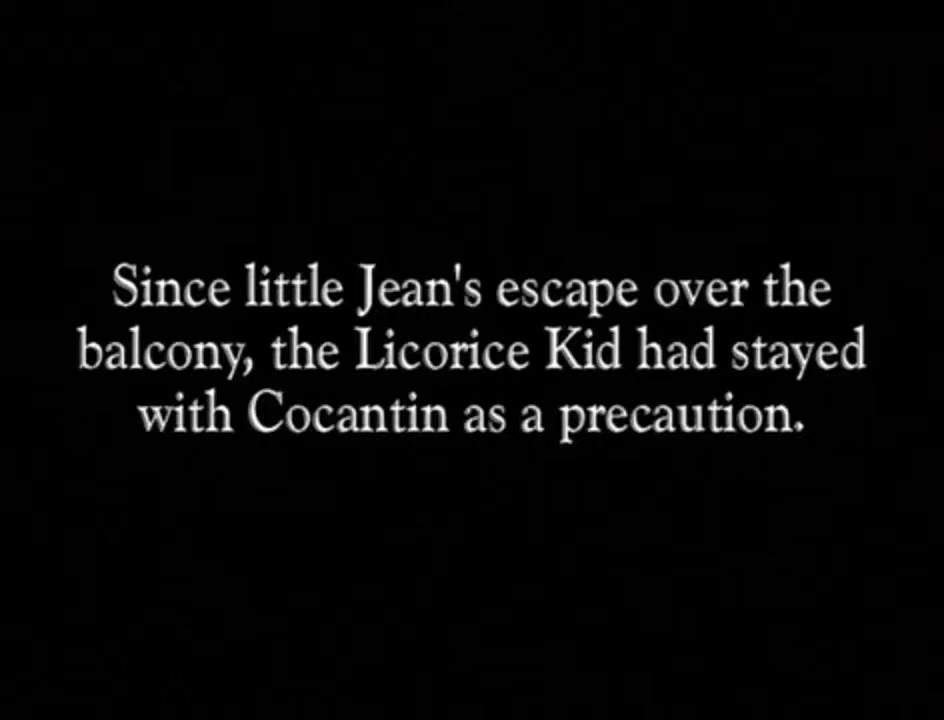 Since little Jean's escape over the
balcony, the Licorice Kid had stayed
with Cocantin as a precaution.